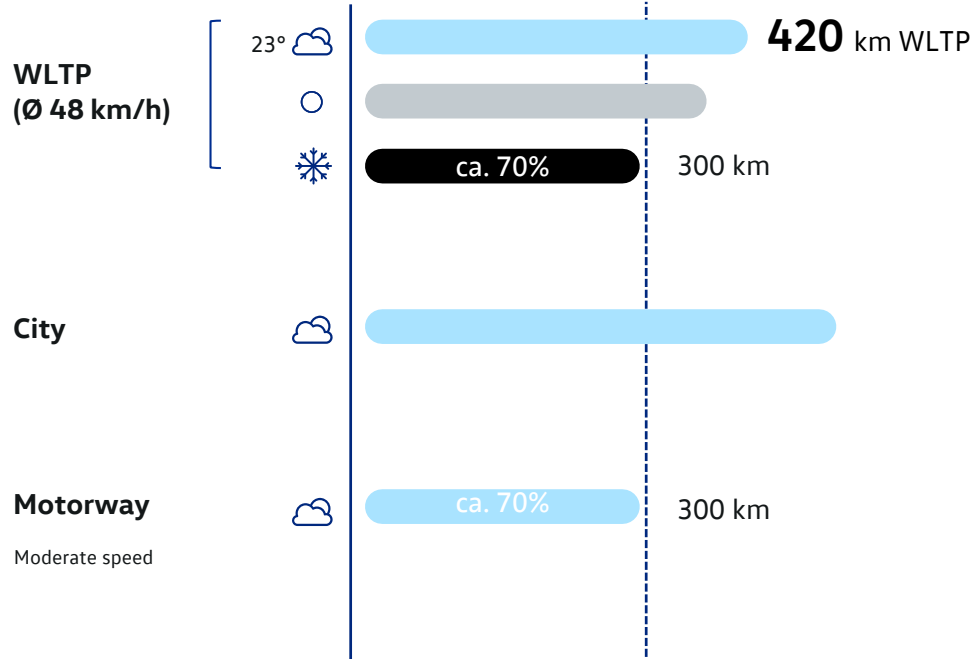 23°
420 km WLTP
WLTP
(Ø 48 km/h)
ca. 70%
300 km
City
Motorway
ca. 70%
300 km
Moderate speed